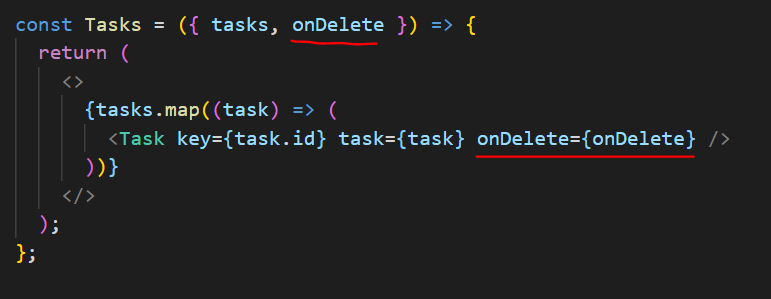 const Tasks = ({ tasks, onDelete }) => {
return (
<>
{tasks.map((task) => (
<Task key={task.id} task={task} onDelete={onDelete} />
))}
</>
);
};